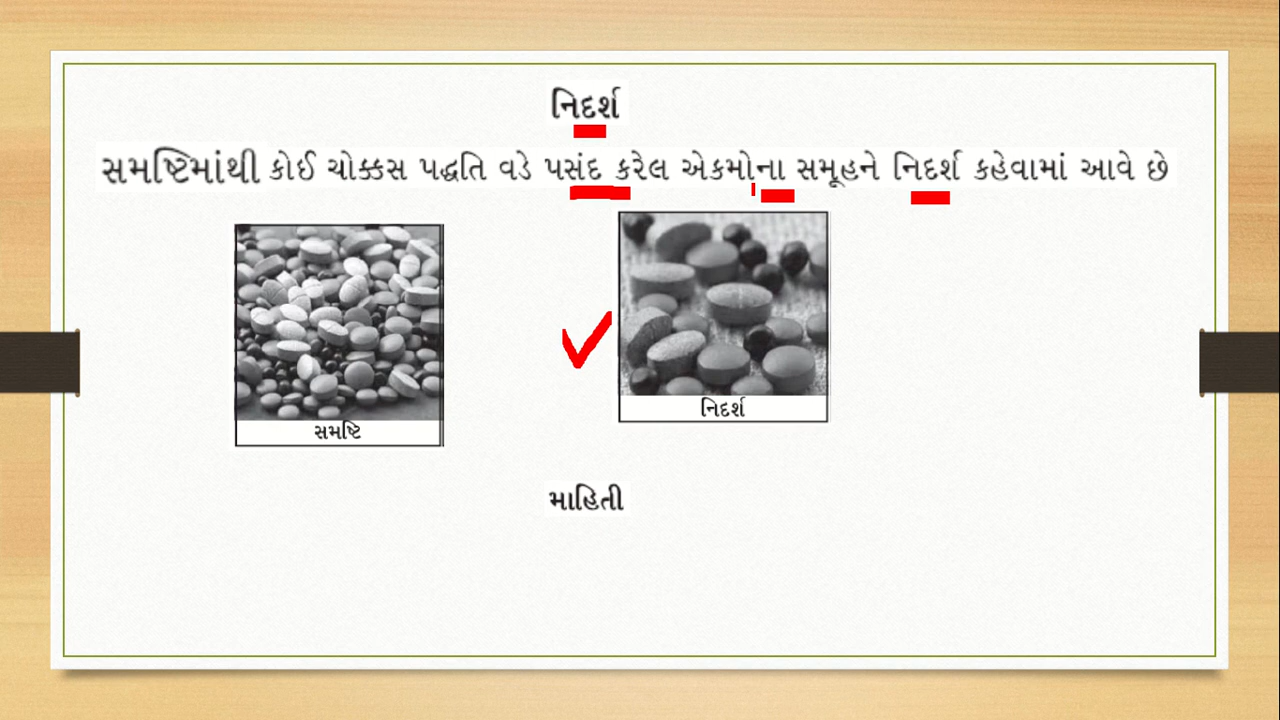 નિદર્શ
સમષ્ટિમાંથી કોઈ ચોક્કસ પદ્ધતિ વડે પસંદ કરેલ એકમોના સમૂહને નિદર્શ કહેવામાં આવે છે
સમષ્ટિ
નિદર્શ
માહિતી